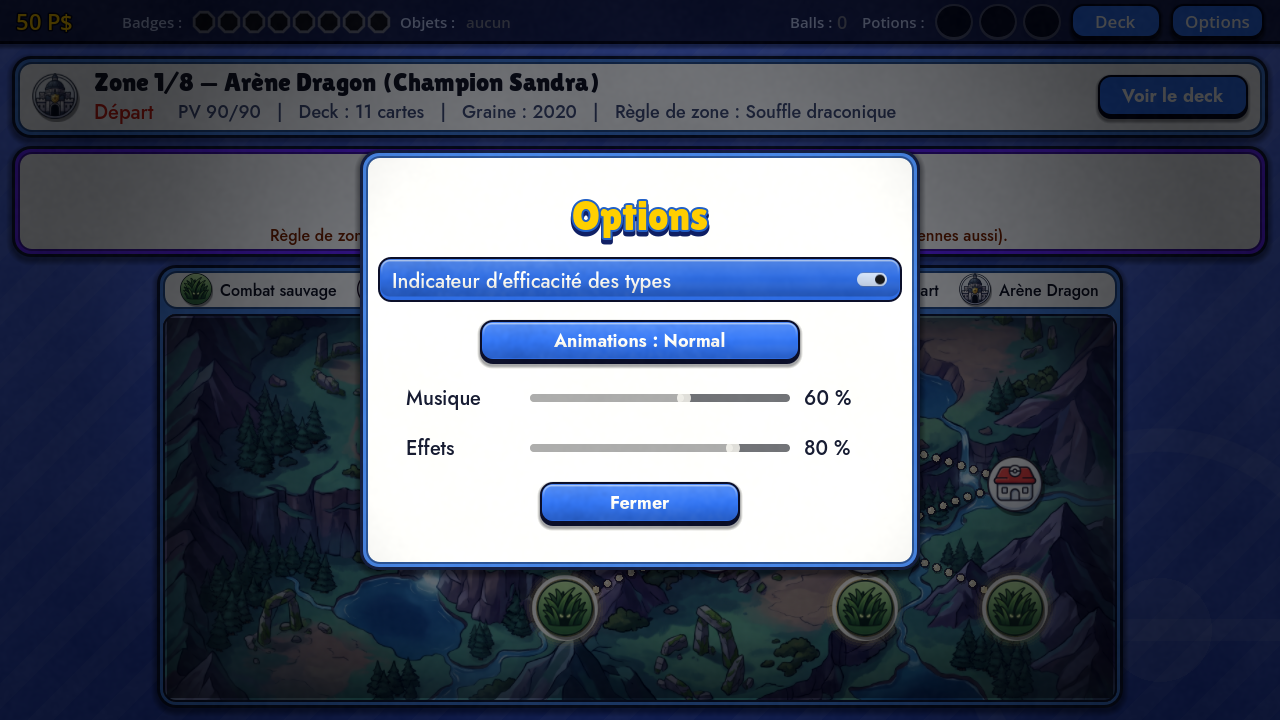 50 P$ Badges : Objets : aucun Balls : 0 Potions : Deck Options
Zone 1/8 — Arène Dragon (Champion Sandra)
Départ PV 90/90 | Deck : 11 cartes | Graine : 2020 | Règle de zone : Souffle draconique
Voir le deck
Options
Règle de zon
ennes aussi).
Indicateur d'efficacité des types
Combat sauvage
art Arène Dragon
Animations : Normal
Musique 60 %
Effets 80 %
Fermer